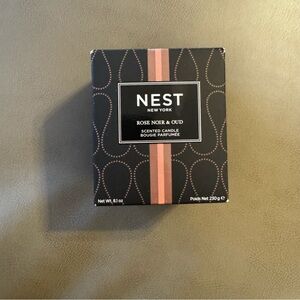 NEST
NEW YORK
ROSE NOIR & OUD
SCENTED CANDLE
BOUGIE PARFUMÉE
Net Wt. 8.1 oz
Poids Net 230 g ℮